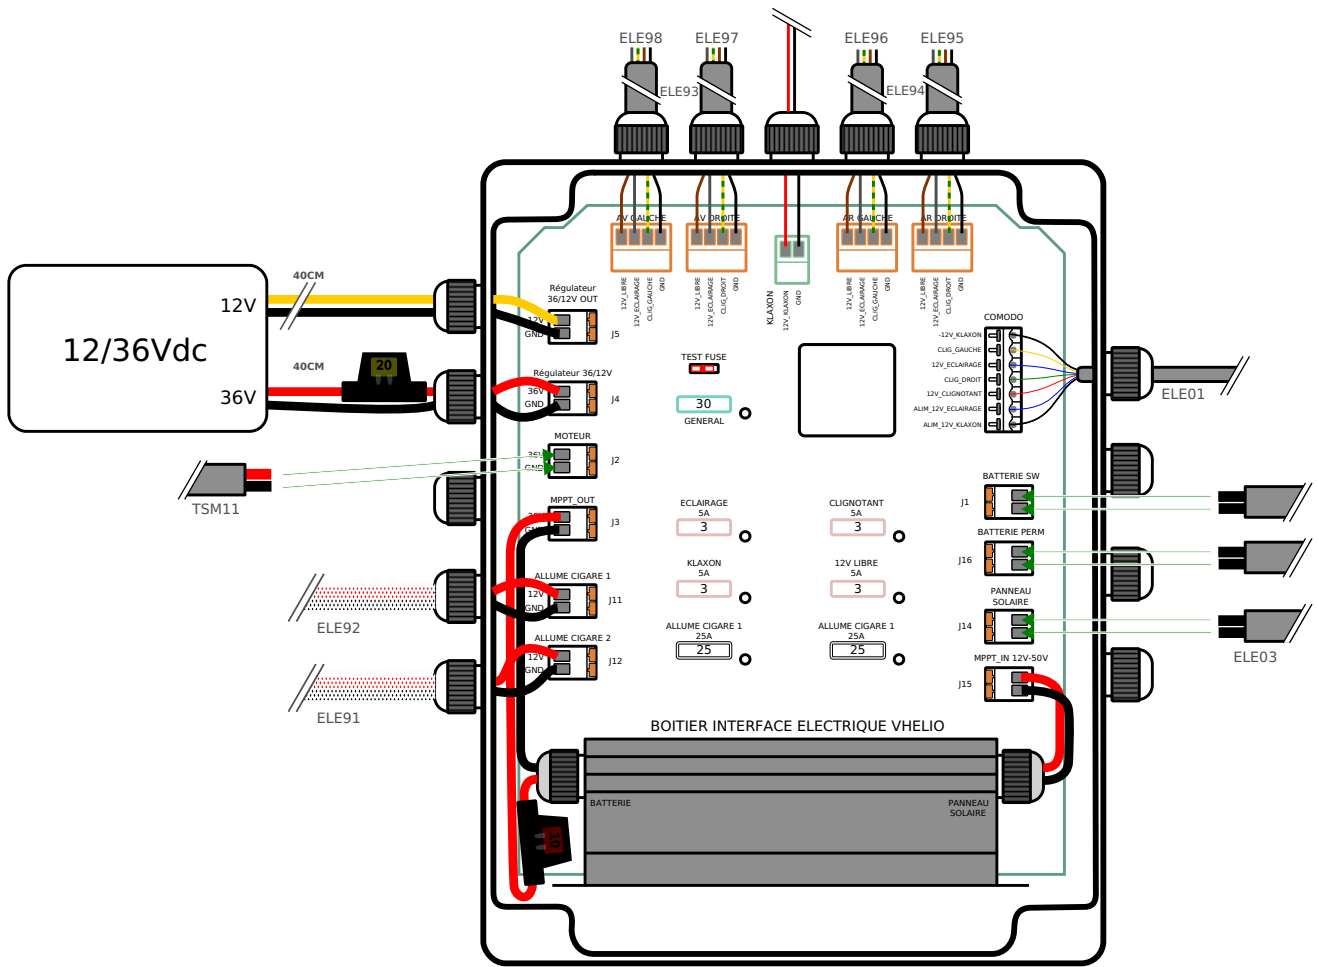 ELE98
ELE97
ELE96
ELE95
ELE93
ELE94
AV GAUCHE
AV DROITE
AR GAUCHE
AR DROITE
12V_LIBRE
12V_ECLAIRAGE
CLIG_GAUCHE
GND
12V_LIBRE
12V_ECLAIRAGE
CLIG_DROIT
GND
KLAXON
12V_KLAXON
GND
12V_LIBRE
12V_ECLAIRAGE
CLIG_GAUCHE
GND
12V_LIBRE
12V_ECLAIRAGE
CLIG_DROIT
GND
12/36Vdc
12V
36V
40CM
40CM
20
Régulateur
36/12V OUT
12V
GND
J5
Régulateur 36/12V
36V
GND
J4
MOTEUR
36V
GND
J2
TSM11
MPPT_OUT
GND
J3
ALLUME CIGARE 1
12V
GND
J11
ELE92
ALLUME CIGARE 2
12V
GND
J12
ELE91
TEST FUSE
30
GENERAL
ECLAIRAGE
5A
3
CLIGNOTANT
5A
3
KLAXON
5A
3
12V LIBRE
5A
3
ALLUME CIGARE 1
25A
25
ALLUME CIGARE 1
25A
25
COMODO
-12V_KLAXON
CLIG_GAUCHE
12V_ECLAIRAGE
CLIG_DROIT
12V_CLIGNOTANT
ALIM_12V_ECLAIRAGE
ALIM_12V_KLAXON
ELE01
BATTERIE SW
J1
BATTERIE PERM
J16
PANNEAU
SOLAIRE
J14
ELE03
MPPT_IN 12V-50V
J15
BOITIER INTERFACE ELECTRIQUE VHELIO
BATTERIE
PANNEAU
SOLAIRE